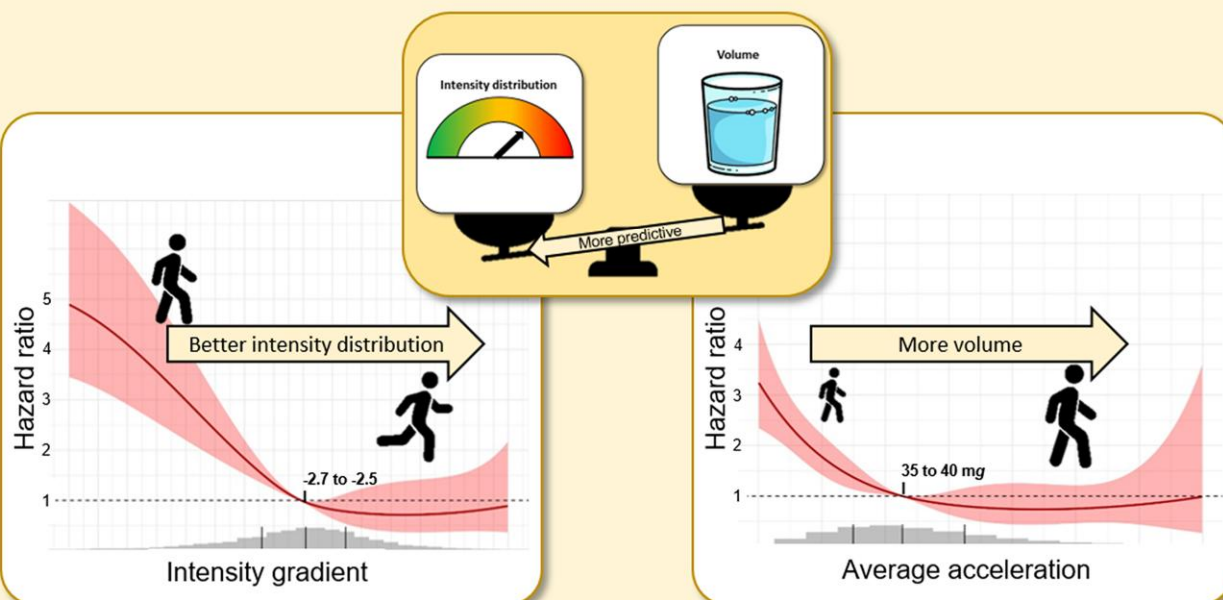 Intensity distribution
Volume
More predictive
Hazard ratio
5
4
3
2
1
Better intensity distribution
-2.7 to -2.5
Intensity gradient
Hazard ratio
4
3
2
1
More volume
35 to 40 mg
Average acceleration